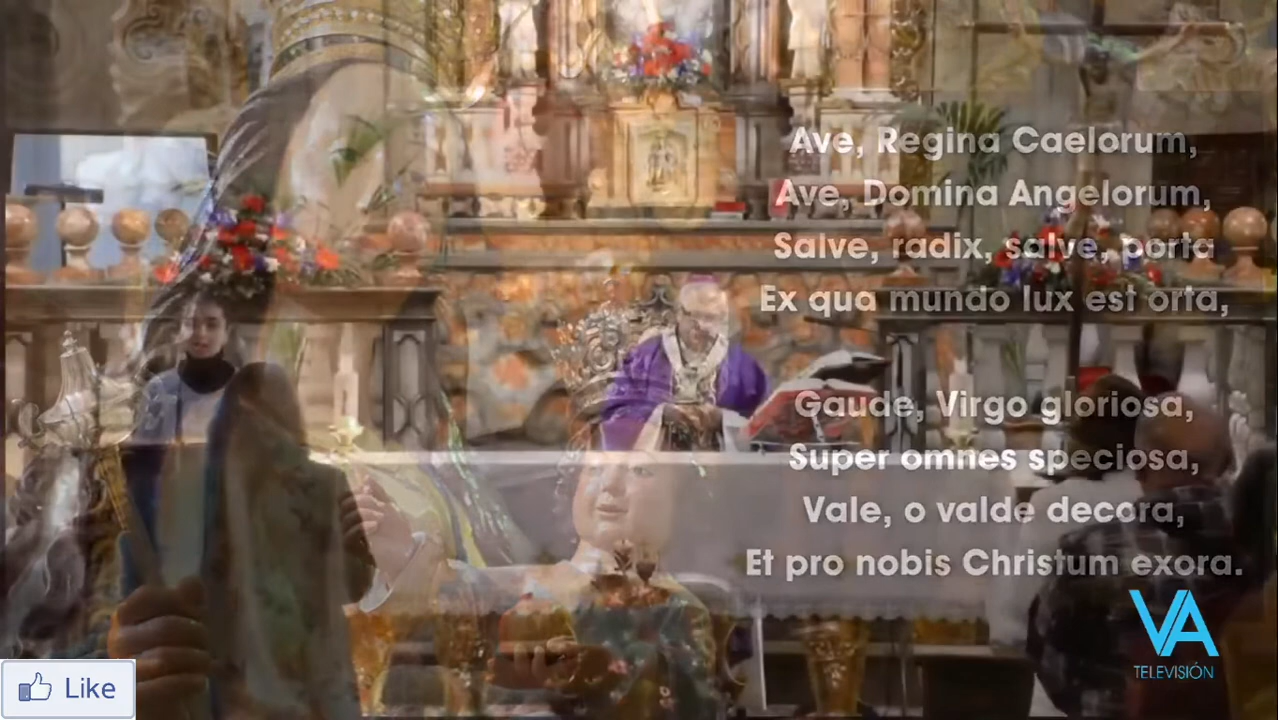 Ave, Regina Caelorum,
Ave, Domina Angelorum,
Salve, radix, salve, porta
Ex qua mundo lux est orta,
Gaude, Virgo gloriosa,
Super omnes speciosa,
Vale, o valde decora,
Et pro nobis Christum exora.
VA
TELEVISIÓN
Like